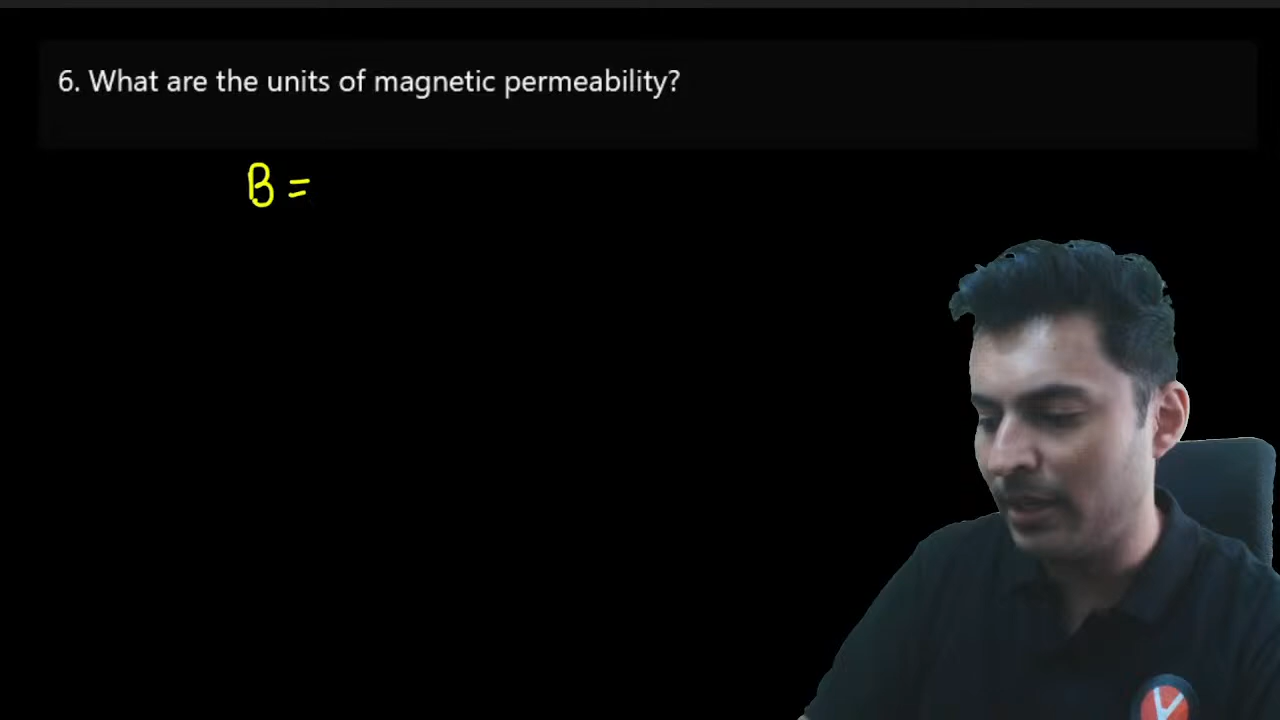 6. What are the units of magnetic permeability?
B =